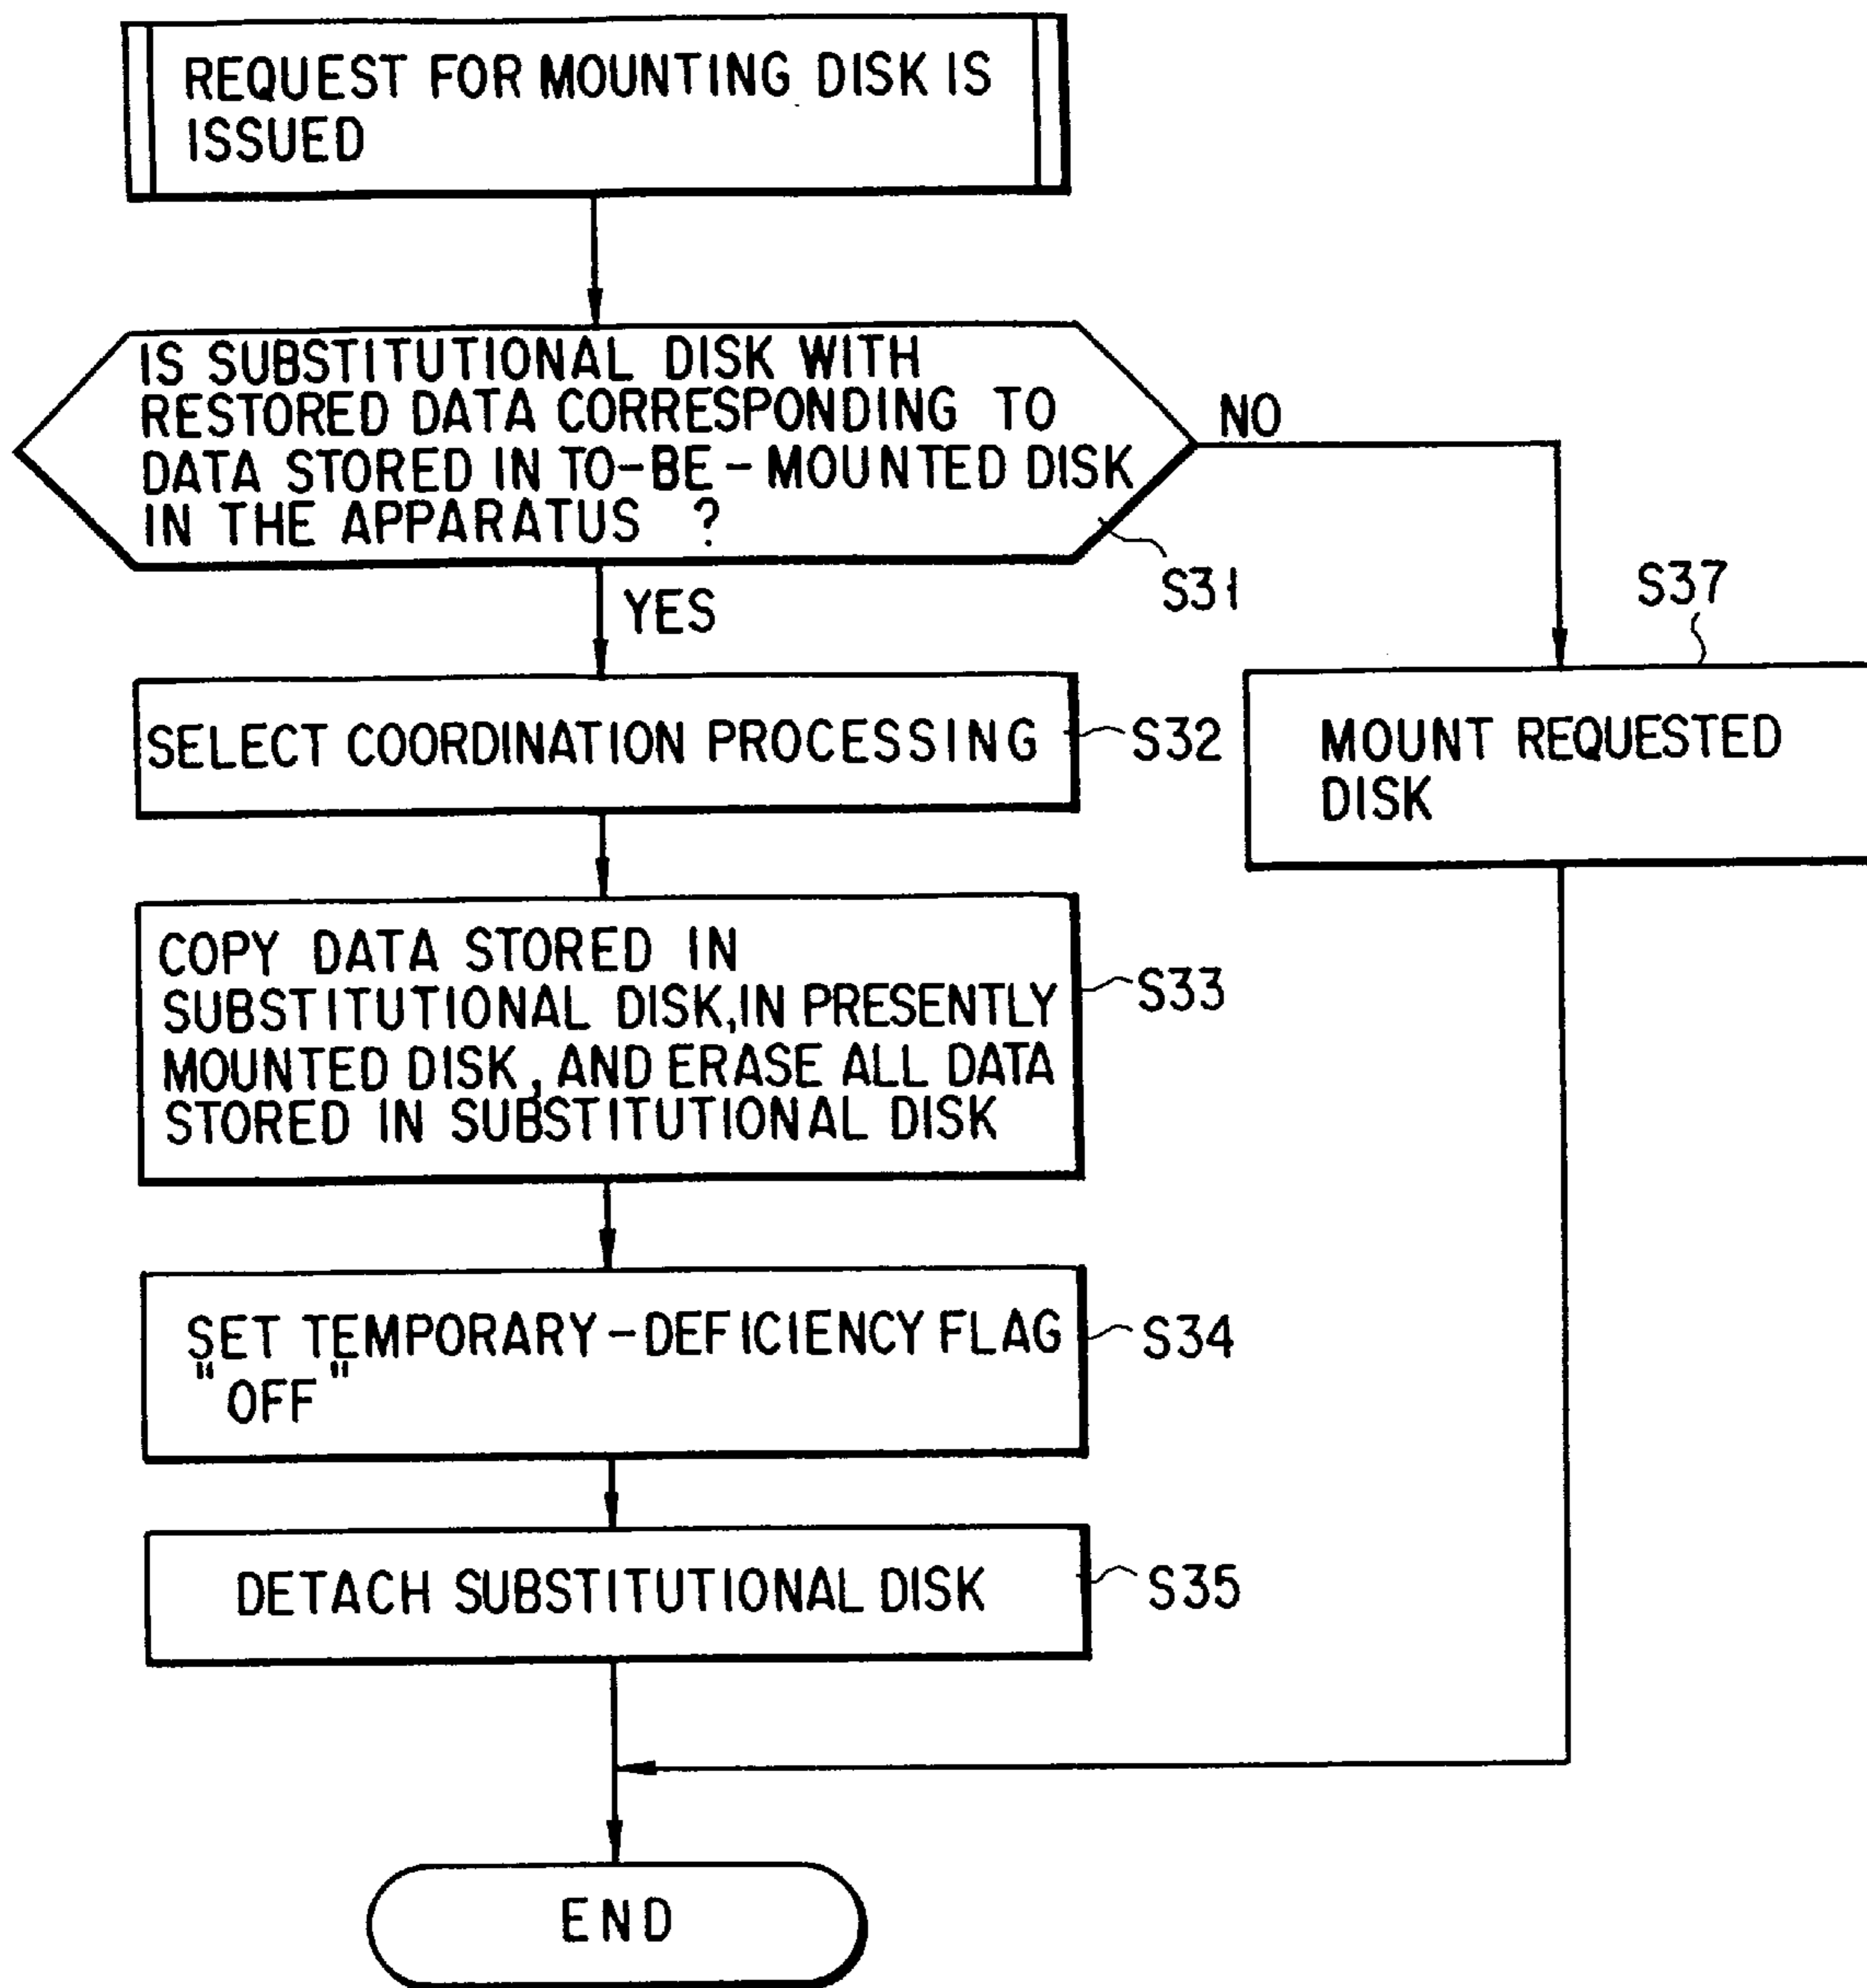 REQUEST FOR MOUNTING DISK IS
ISSUED
IS SUBSTITUTIONAL DISK WITH
RESTORED DATA CORRESPONDING TO
DATA STORED IN TO-BE-MOUNTED DISK
IN THE APPARATUS ?
NO
S31
YES
S37
SELECT COORDINATION PROCESSING
S32
MOUNT REQUESTED
DISK
COPY DATA STORED IN
SUBSTITUTIONAL DISK, IN PRESENTLY
MOUNTED DISK, AND ERASE ALL DATA
STORED IN SUBSTITUTIONAL DISK
S33
SET TEMPORARY-DEFICIENCY FLAG
"OFF"
S34
DETACH SUBSTITUTIONAL DISK
S35
END